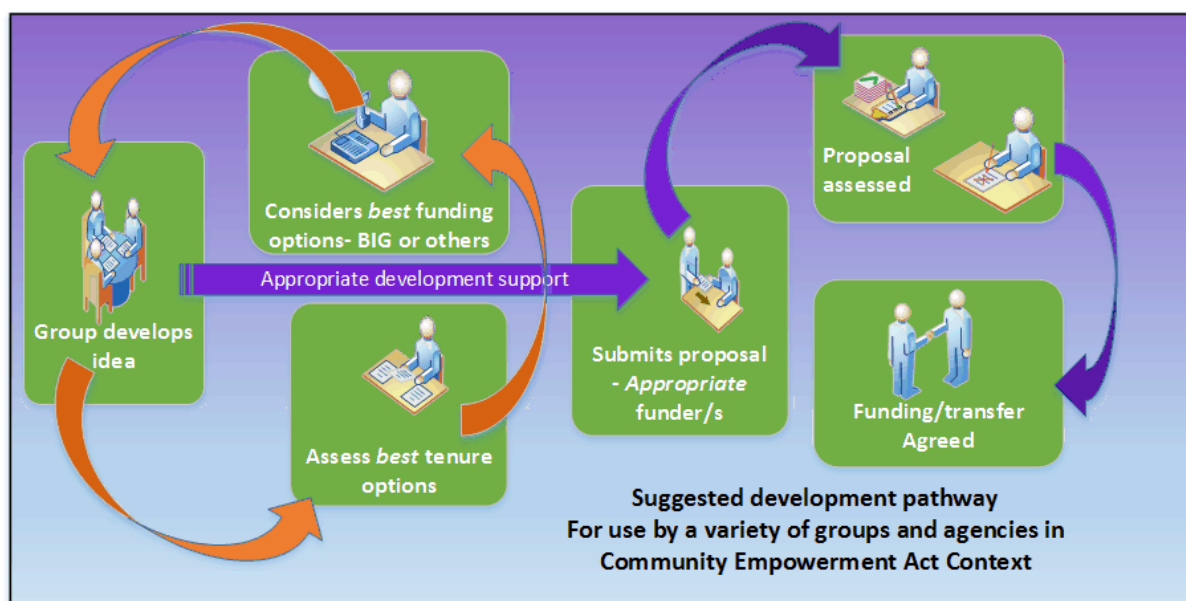 Group develops
idea
Considers best funding
options- BIG or others
Appropriate development support
Assess best tenure
options
Submits proposal
- Appropriate
funder/s
Proposal
assessed
Funding/transfer
Agreed
Suggested development pathway
For use by a variety of groups and agencies in
Community Empowerment Act Context